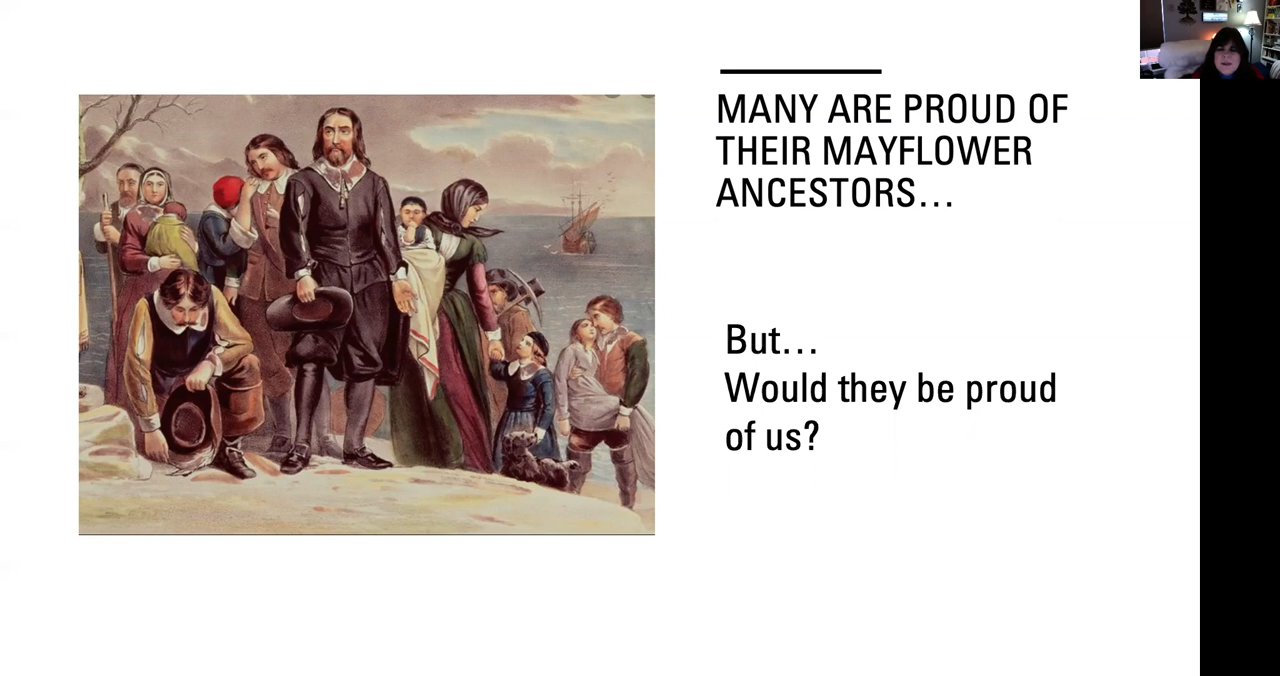 MANY ARE PROUD OF
THEIR MAYFLOWER
ANCESTORS…
But…
Would they be proud
of us?